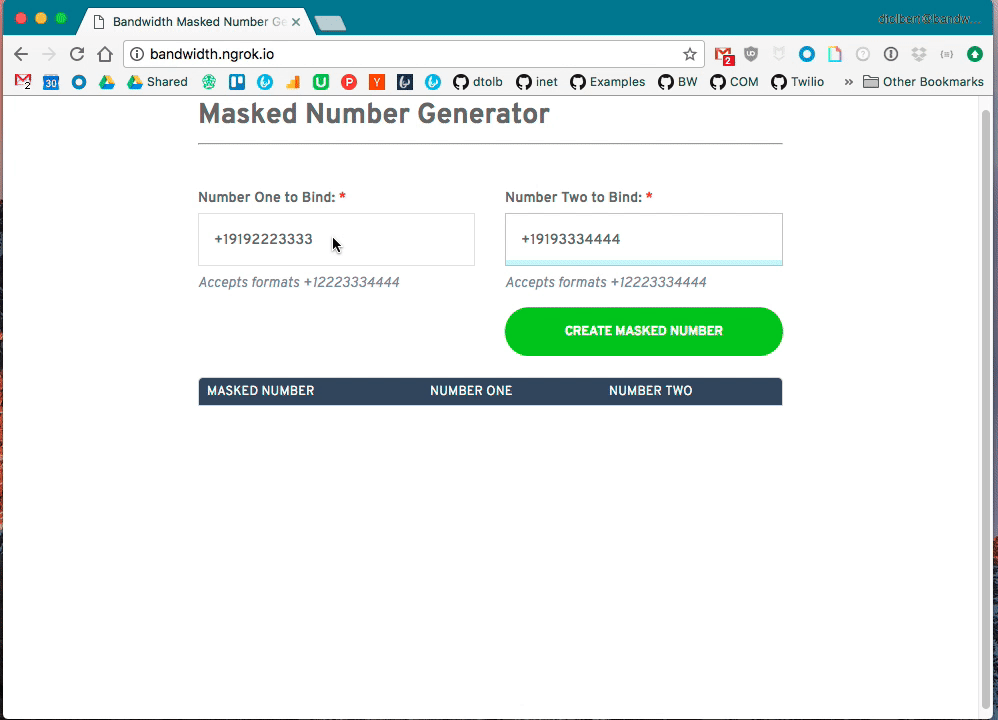 Bandwidth Masked Number Ge
bandwidth.ngrok.io
2
2 30 Shared U P Y dtolb inet Examples BW COM Twilio » Other Bookmarks
Masked Number Generator
Number One to Bind: * Number Two to Bind: *
+19192223333 +19193334444
Accepts formats +12223334444 Accepts formats +12223334444
CREATE MASKED NUMBER
MASKED NUMBER NUMBER ONE NUMBER TWO